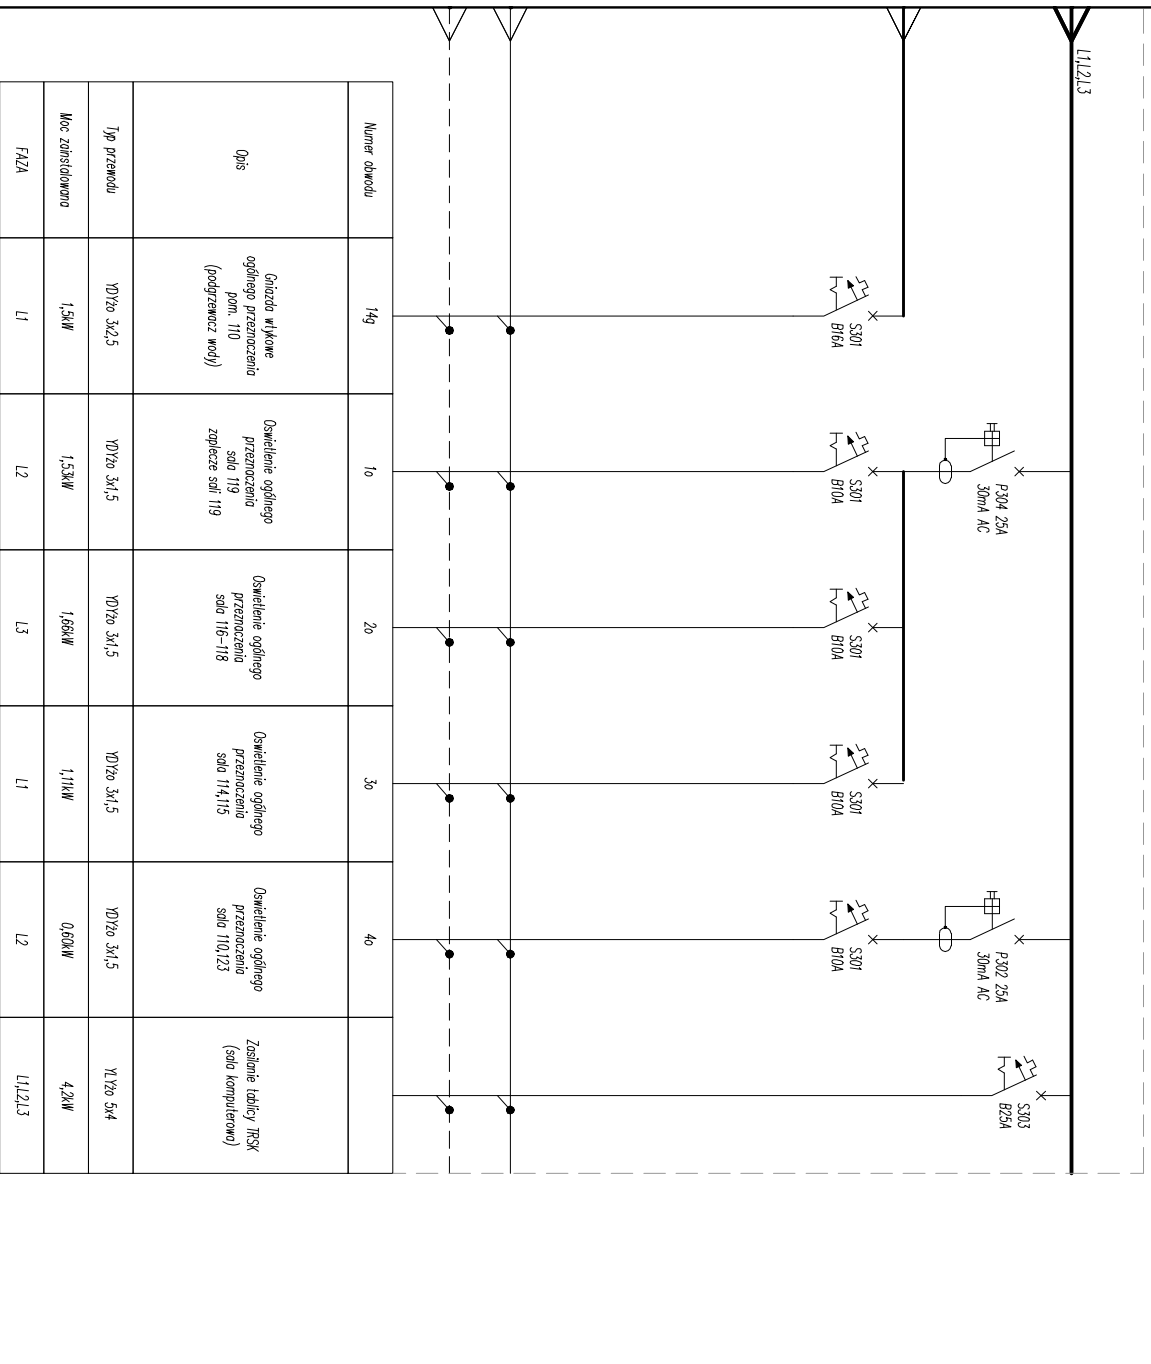 L1,L2,L3
P304 25A
30mA AC
P302 25A
30mA AC
S303
B25A
S301
B16A
S301
B10A
S301
B10A
S301
B10A
S301
B10A
Numer obwodu
14g
1o
2o
3o
4o
Opis
Gniazda wtykowe
ogólnego przeznaczenia
pom. 110
(podgrzewacz wody)
Oswietlenie ogólnego
przeznaczenia
sala 119
zaplecze sali 119
Oswietlenie ogólnego
przeznaczenia
sala 116-118
Oswietlenie ogólnego
przeznaczenia
sala 114,115
Oswietlenie ogólnego
przeznaczenia
sala 110,123
Zasilanie tablicy TRSK
(sala komputerowa)
Typ przewodu
YDYżo 3x2,5
YDYżo 3x1,5
YDYżo 3x1,5
YDYżo 3x1,5
YDYżo 3x1,5
YLYżo 5x4
Moc zainstalowana
1,5kW
1,53kW
1,66kW
1,11kW
0,60kW
4,2kW
FAZA
L1
L2
L3
L1
L2
L1,L2,L3